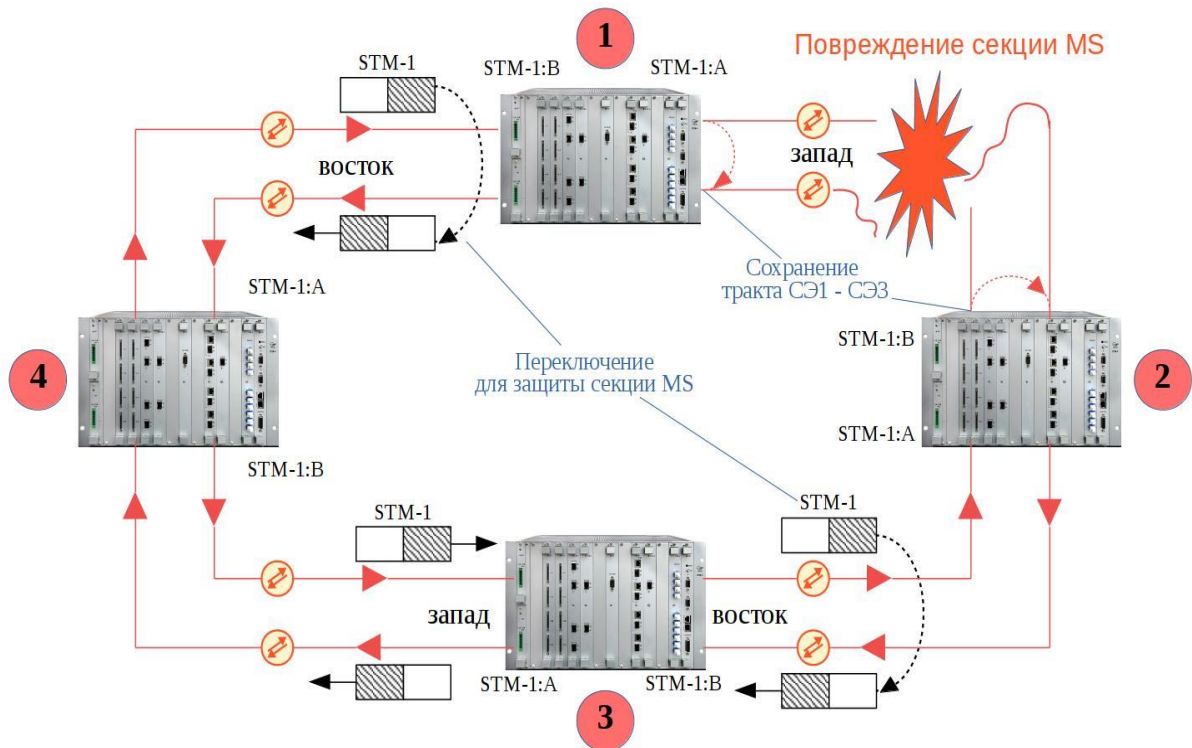 1
Повреждение секции MS
STM-1
STM-1:B
STM-1:A
восток
запад
Сохранение
тракта СЭ1 - СЭ3
STM-1:A
4
Переключение
для защиты секции MS
STM-1:B
2
STM-1:A
STM-1:B
STM-1
STM-1
запад
восток
STM-1:A
STM-1:B
3